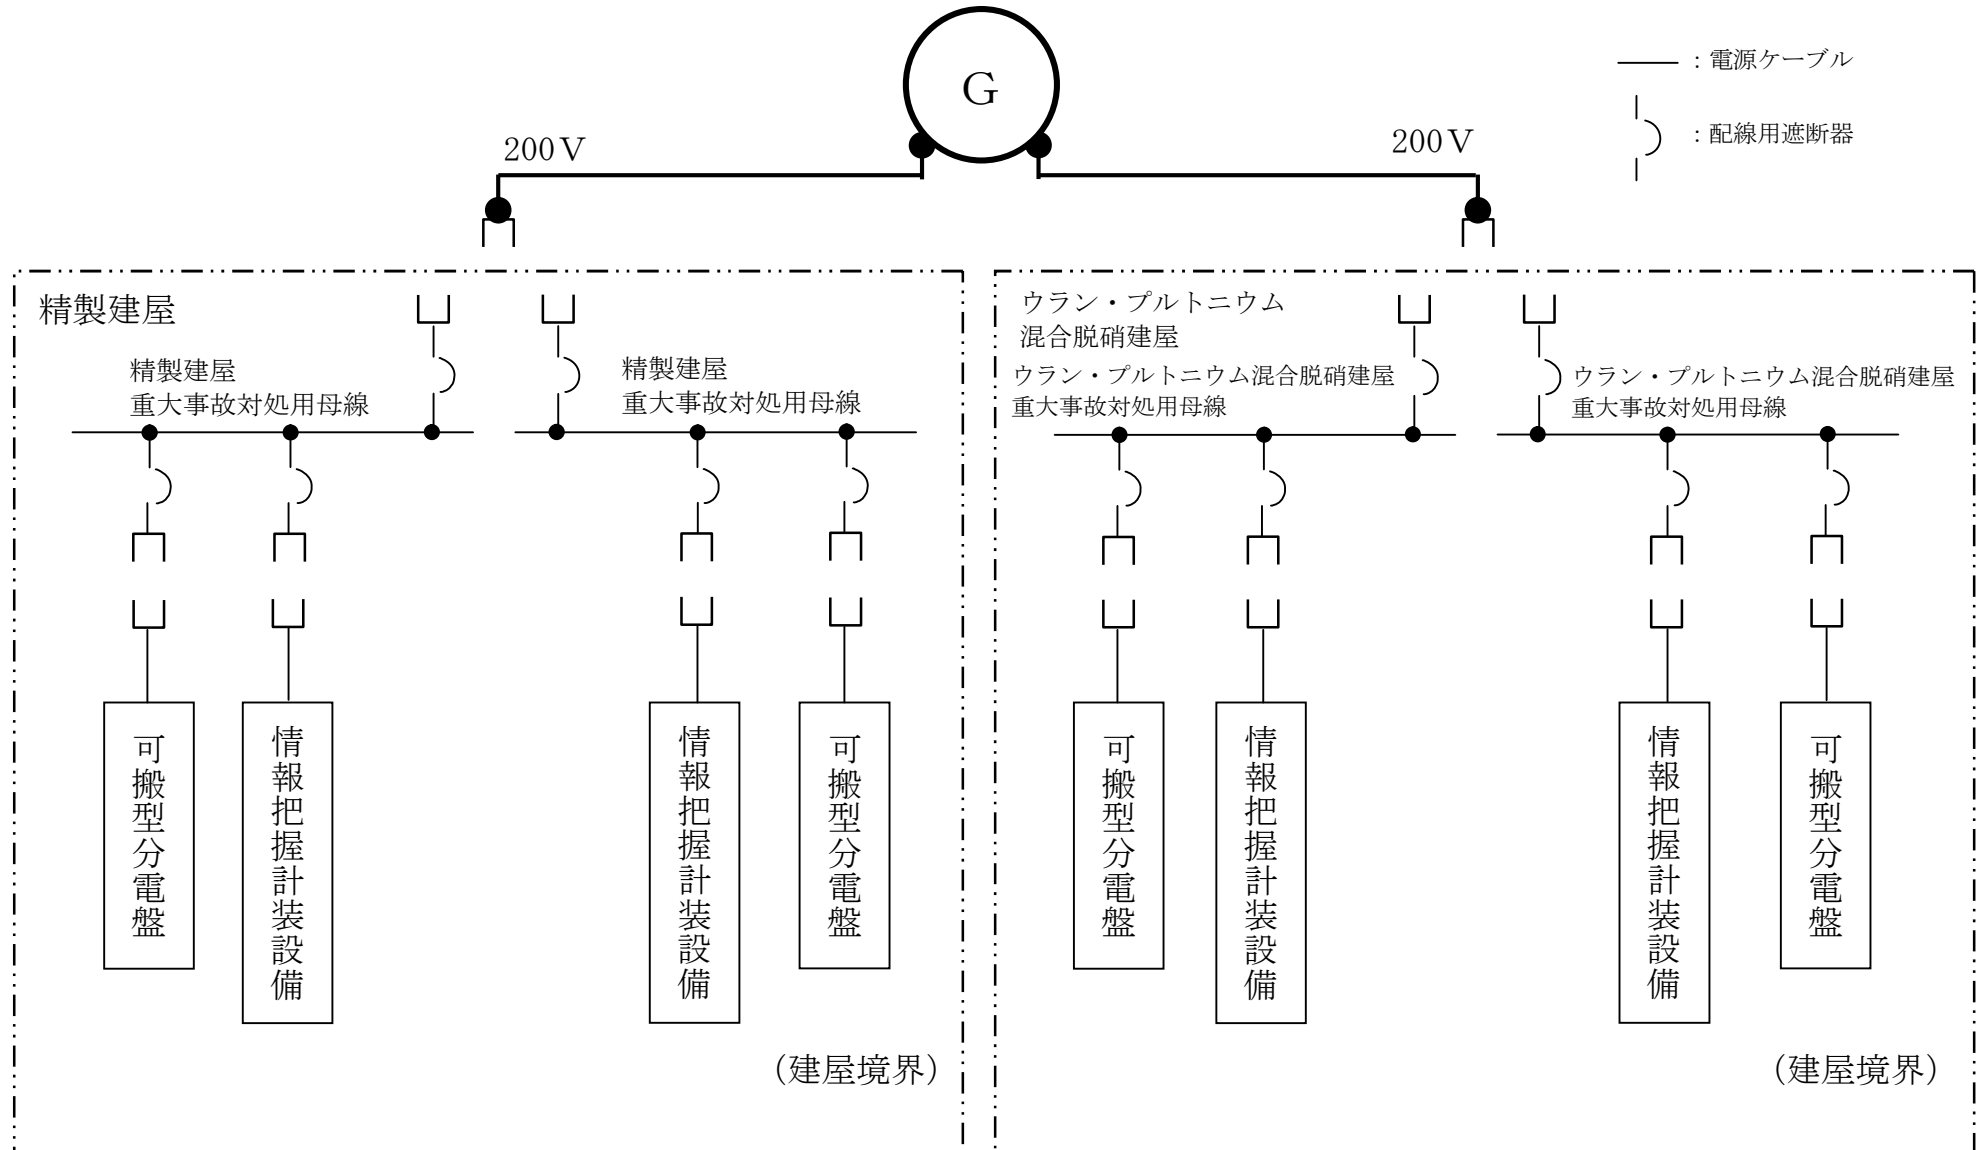 G
200V
200V
：電源ケーブル
：配線用遮断器
精製建屋
精製建屋
重大事故対処用母線
精製建屋
重大事故対処用母線
可搬型分電盤
情報把握計装設備
情報把握計装設備
可搬型分電盤
（建屋境界）
ウラン・プルトニウム
混合脱硝建屋
ウラン・プルトニウム混合脱硝建屋
重大事故対処用母線
ウラン・プルトニウム混合脱硝建屋
重大事故対処用母線
可搬型分電盤
情報把握計装設備
情報把握計装設備
可搬型分電盤
（建屋境界）